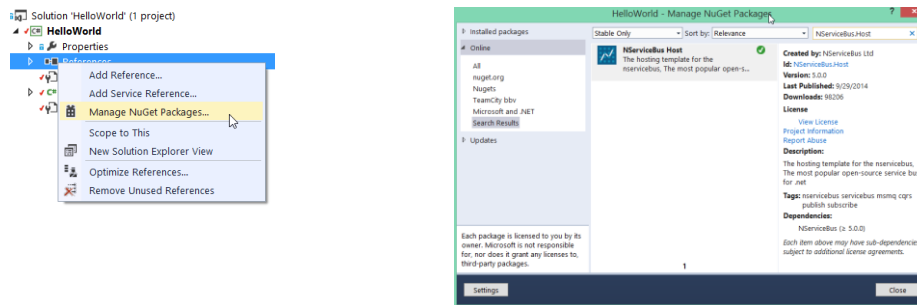 Solution 'HelloWorld' (1 project)
HelloWorld
Properties
References
Add Reference...
Add Service Reference...
Manage NuGet Packages...
Scope to This
New Solution Explorer View
Optimize References...
Remove Unused References
HelloWorld - Manage NuGet Packages
Installed packages
Online
All
nuget.org
Nugets
TeamCity bbv
Microsoft and .NET
Search Results
Updates
Each package is licensed to you by its
owner. Microsoft is not responsible
for, nor does it grant any licenses to,
third-party packages.
Settings
Stable Only
Sort by: Relevance
NServiceBus Host
The hosting template for the
nservicebus, The most popular open-s...
1
NServiceBus.Host
Created by: NServiceBus Ltd
Id: NServiceBus.Host
Version: 5.0.0
Last Published: 9/29/2014
Downloads: 98206
License
View License
Project Information
Report Abuse
Description:
The hosting template for the nservicebus,
The most popular open-source service bu
for .net
Tags: nservicebus servicebus msmq cqrs
publish subscribe
Dependencies:
NServiceBus (≥ 5.0.0)
Each item above may have sub-dependencie
subject to additional license agreements.
Close